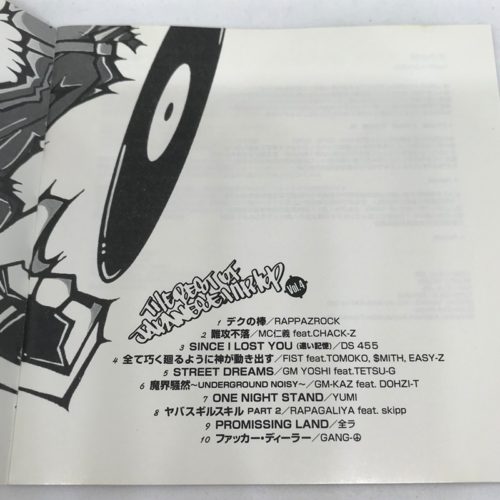 THE BEST OF
JAPANESE HIP HOP
Vol.4
1 デクの棒/RAPPAZROCK
2 難攻不落/MC仁義 feat.CHACK-Z
3 SINCE I LOST YOU (遠い記憶)/DS 455
4 全て巧く廻るように神が動き出す/FIST feat.TOMOKO, $MITH, EASY-Z
5 STREET DREAMS/GM YOSHI feat.TETSU-G
6 魔界騒然〜UNDERGROUND NOISY〜/GM-KAZ feat. DOHZI-T
7 ONE NIGHT STAND/YUMI
8 ヤバスギルスキル PART 2/RAPAGALIYA feat. skipp
9 PROMISSING LAND/全ラ
10 ファッカー・ディーラー/GANG-☮